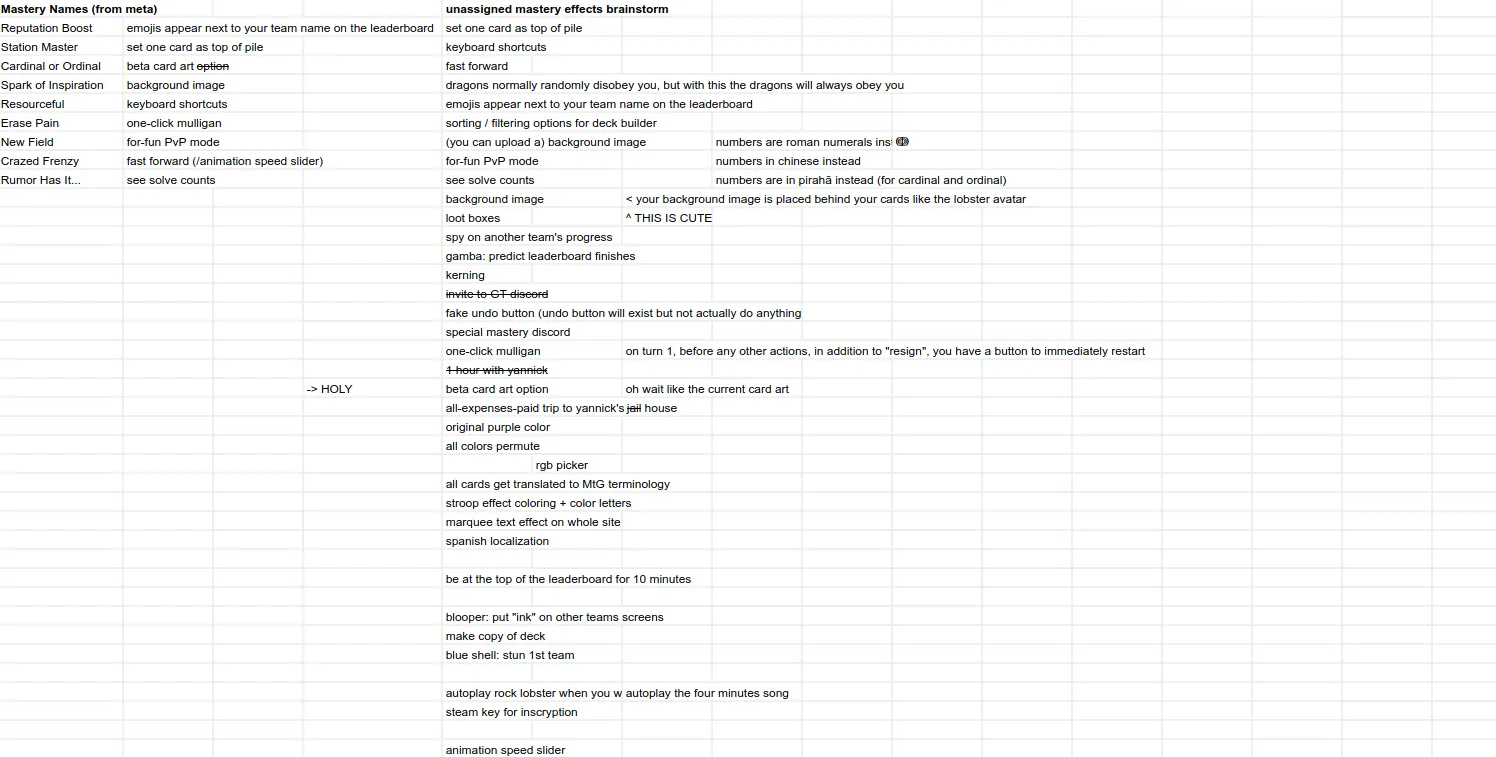 Mastery Names (from meta) unassigned mastery effects brainstorm
Reputation Boost emojis appear next to your team name on the leaderboard set one card as top of pile
Station Master set one card as top of pile keyboard shortcuts
Cardinal or Ordinal beta card art option fast forward
Spark of Inspiration background image dragons normally randomly disobey you, but with this the dragons will always obey you
Resourceful keyboard shortcuts emojis appear next to your team name on the leaderboard
Erase Pain one-click mulligan sorting / filtering options for deck builder
New Field for-fun PvP mode (you can upload a) background image numbers are roman numerals inst
Crazed Frenzy fast forward (/animation speed slider) for-fun PvP mode numbers in chinese instead
Rumor Has It... see solve counts see solve counts numbers are in pirahã instead (for cardinal and ordinal)
background image < your background image is placed behind your cards like the lobster avatar
loot boxes ^ THIS IS CUTE
spy on another team's progress
gamba: predict leaderboard finishes
kerning
invite to CT discord
fake undo button (undo button will exist but not actually do anything
special mastery discord
one-click mulligan on turn 1, before any other actions, in addition to "resign", you have a button to immediately restart
1 hour with yannick
-> HOLY beta card art option oh wait like the current card art
all-expenses-paid trip to yannick's jail house
original purple color
all colors permute
rgb picker
all cards get translated to MtG terminology
stroop effect coloring + color letters
marquee text effect on whole site
spanish localization
be at the top of the leaderboard for 10 minutes
blooper: put "ink" on other teams screens
make copy of deck
blue shell: stun 1st team
autoplay rock lobster when you w autoplay the four minutes song
steam key for inscryption
animation speed slider